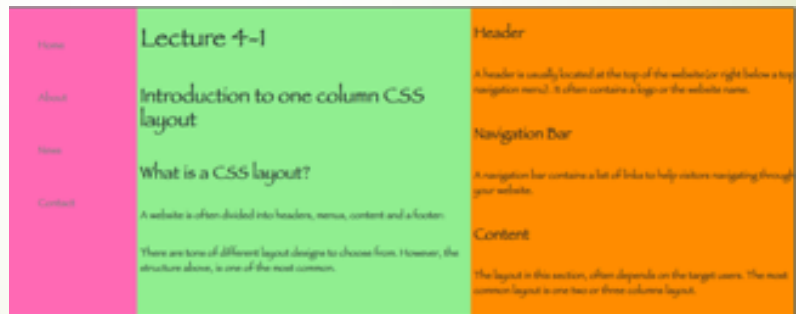 Home
About
News
Contact
Lecture 4-1
Introduction to one column CSS
layout
What is a CSS layout?
A website is often divided into headers, menus, content and a footer.
There are tons of different layout designs to choose from. However, the
structure above, is one of the most common.
Header
A header is usually located at the top of the website (or right below a top
navigation menu). It often contains a logo or the website name.
Navigation Bar
A navigation bar contains a list of links to help visitors navigating through
your website.
Content
The layout in this section, often depends on the target users. The most
common layout is one two or three columns layout.